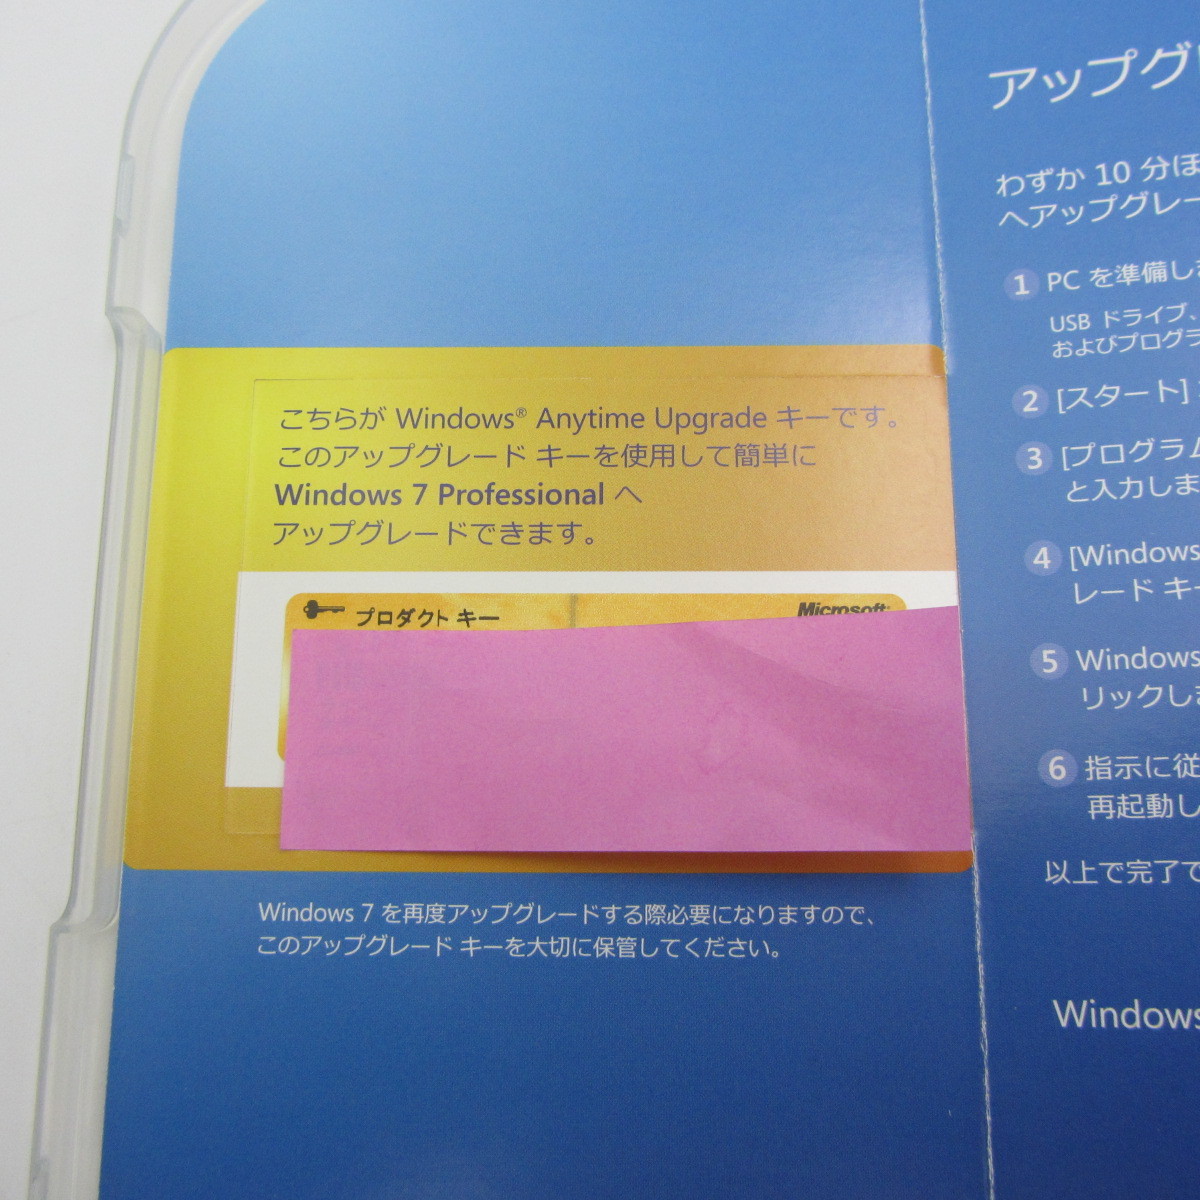 こちらが Windows® Anytime Upgrade キーです。
このアップグレード キーを使用して簡単に
Windows 7 Professional へ
アップグレードできます。
プロダクト キー
Microsoft
Windows 7 を再度アップグレードする際必要になりますので、
このアップグレード キーを大切に保管してください。
アップグ
わずか 10 分ほ
へアップグレー
1 PC を準備し
USB ドライブ、
およびプログラ
2 [スタート]
3 [プログラム
と入力しま
4 [Windows
レード キー
5 Windows
リックしま
6 指示に従
再起動し
以上で完了で
Windows